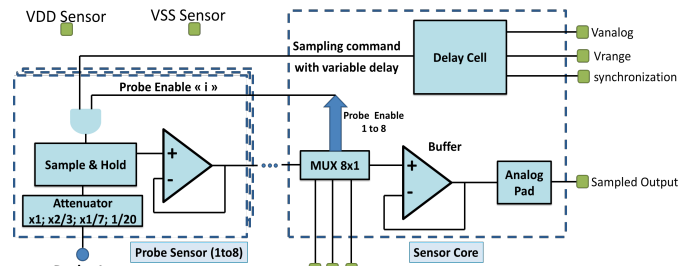 VDD Sensor
VSS Sensor
Sampling command
with variable delay
Delay Cell
Vanalog
Vrange
synchronization
Probe Enable « i »
Probe Enable
1 to 8
Sample & Hold
+
-
MUX 8x1
Buffer
+
-
Analog
Pad
Sampled Output
Attenuator
x1; x2/3; x1/7; 1/20
Probe Sensor (1to8)
Sensor Core